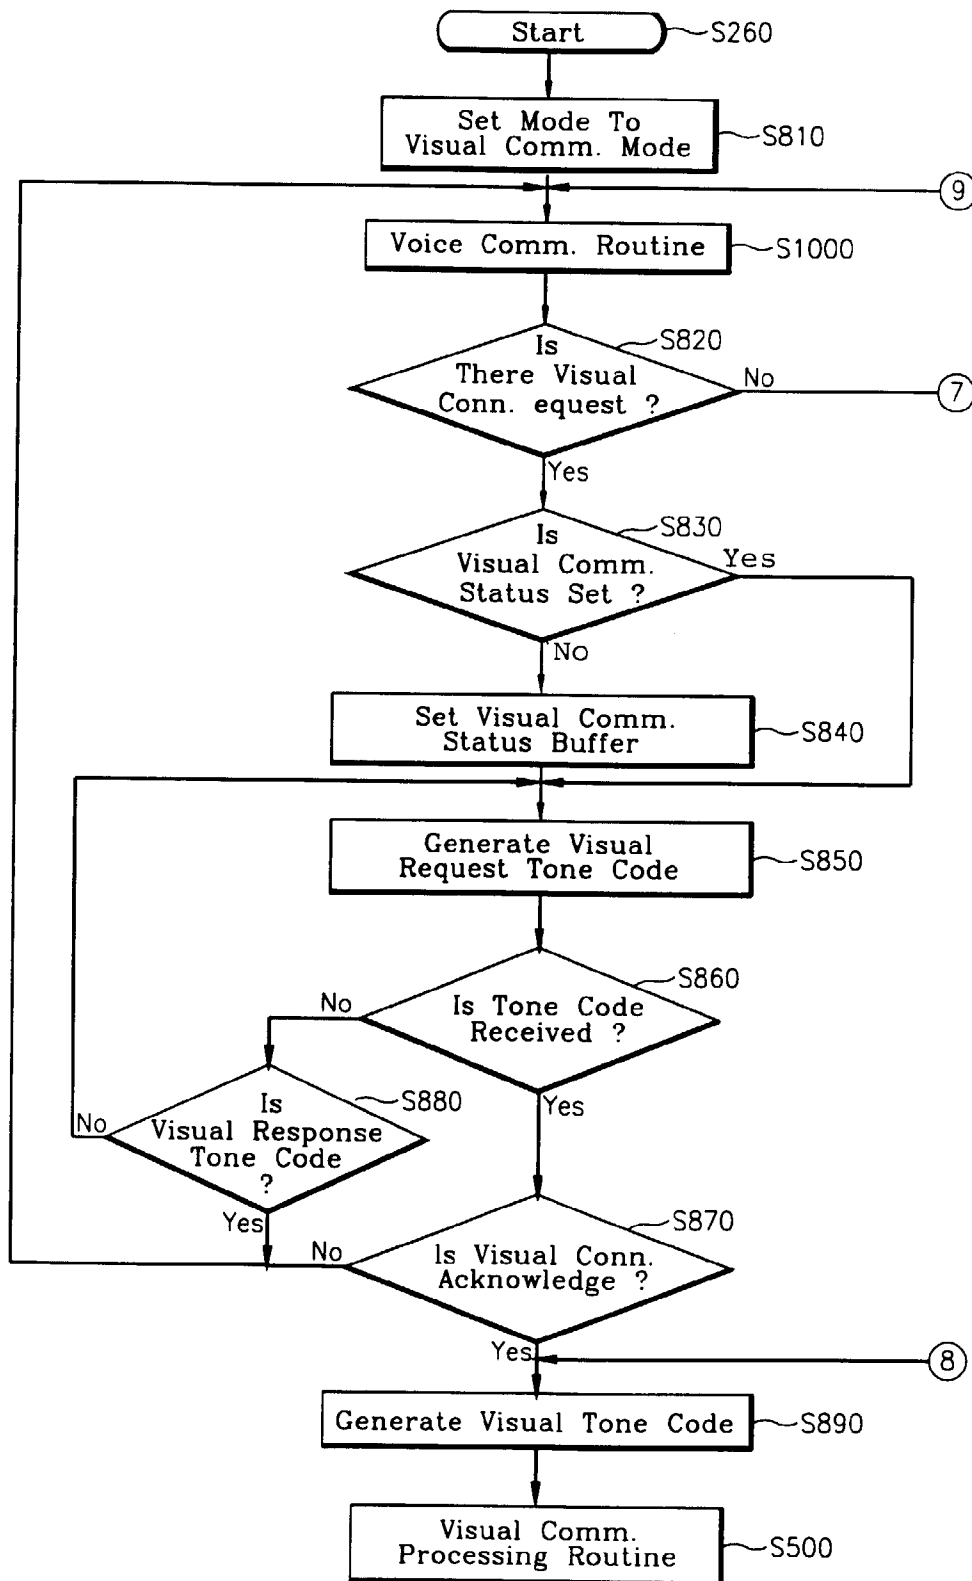 Start
S260
Set Mode To
Visual Comm. Mode
S810
9
Voice Comm. Routine
S1000
S820
Is
There Visual
Conn. equest ?
No
7
Yes
S830
Is
Visual Comm.
Status Set ?
Yes
No
Set Visual Comm.
Status Buffer
S840
Generate Visual
Request Tone Code
S850
S860
Is Tone Code
Received ?
No
Yes
S880
Is
Visual Response
Tone Code
?
No
Yes
S870
Is Visual Conn.
Acknowledge ?
No
Yes
8
Generate Visual Tone Code
S890
Visual Comm.
Processing Routine
S500